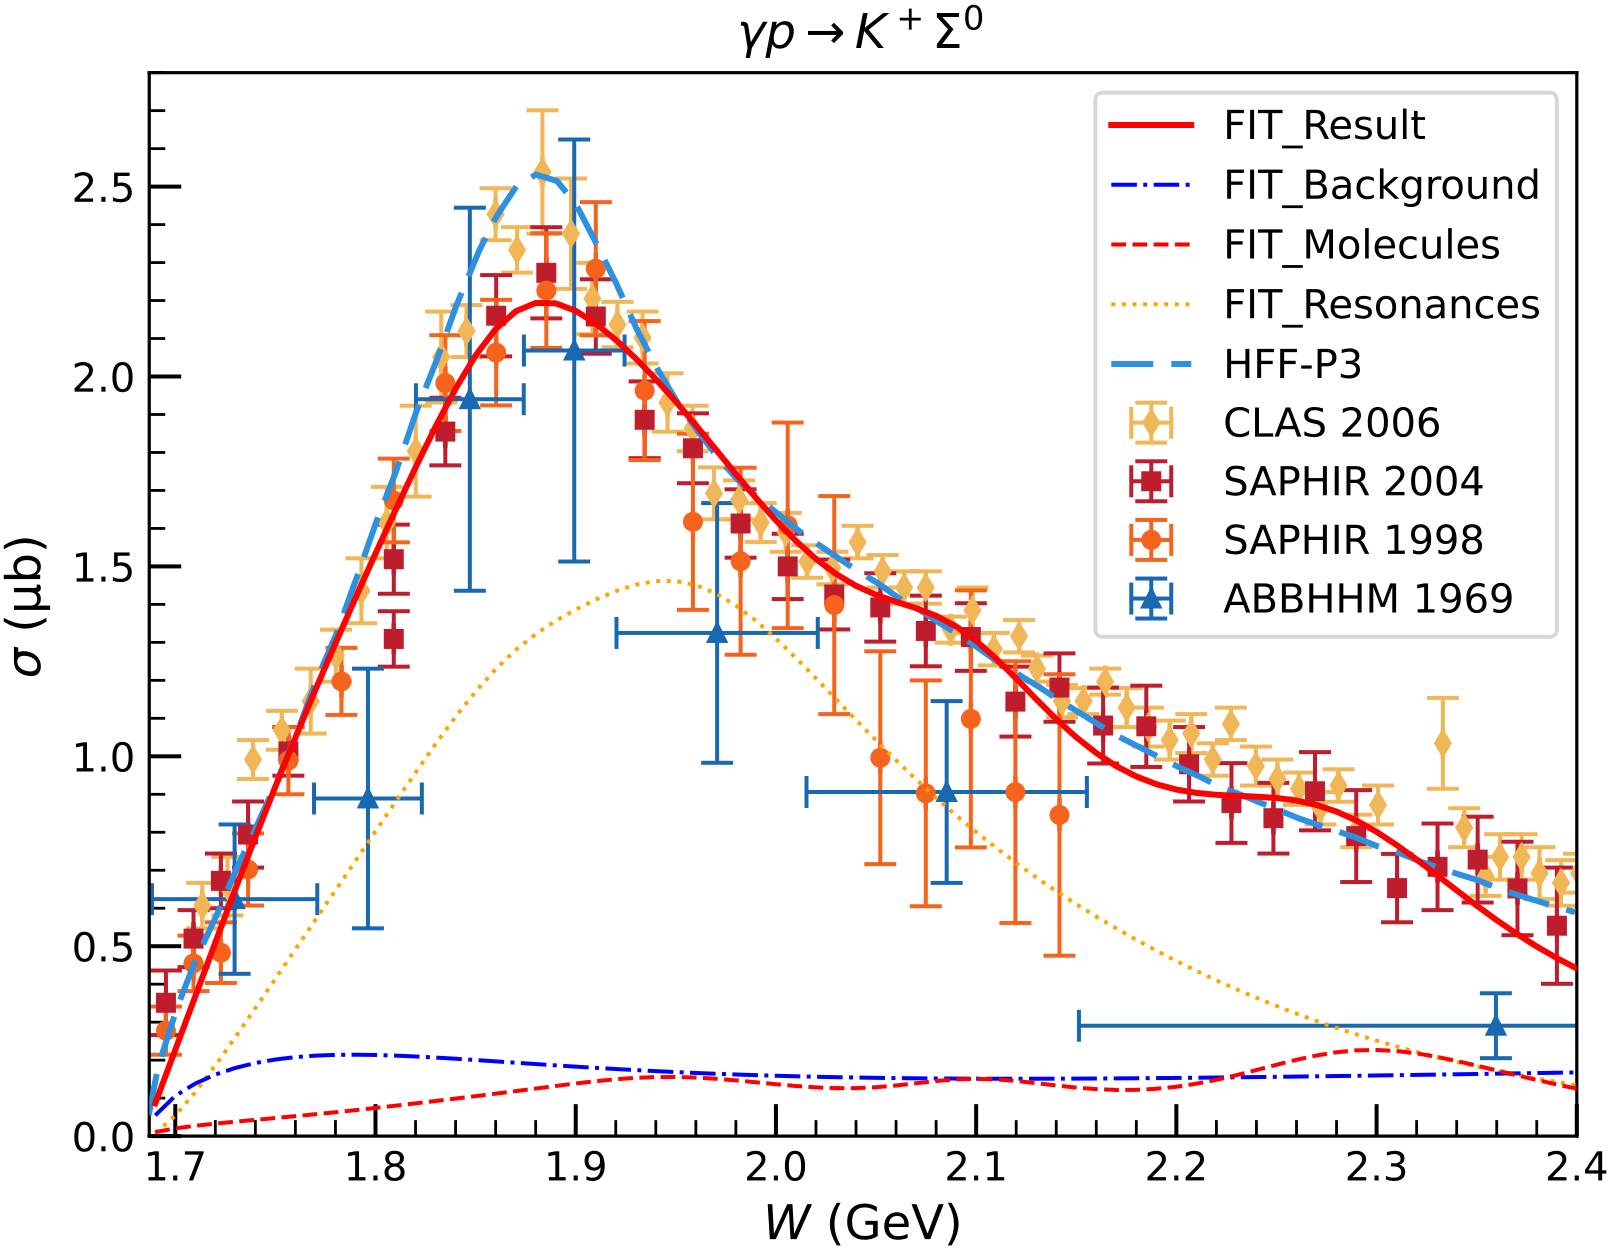 γp → K⁺ Σ⁰
σ (μb)
2.5
2.0
1.5
1.0
0.5
0.0
FIT_Result
FIT_Background
FIT_Molecules
FIT_Resonances
HFF-P3
CLAS 2006
SAPHIR 2004
SAPHIR 1998
ABBHHM 1969
1.7 1.8 1.9 2.0 2.1 2.2 2.3 2.4
W (GeV)